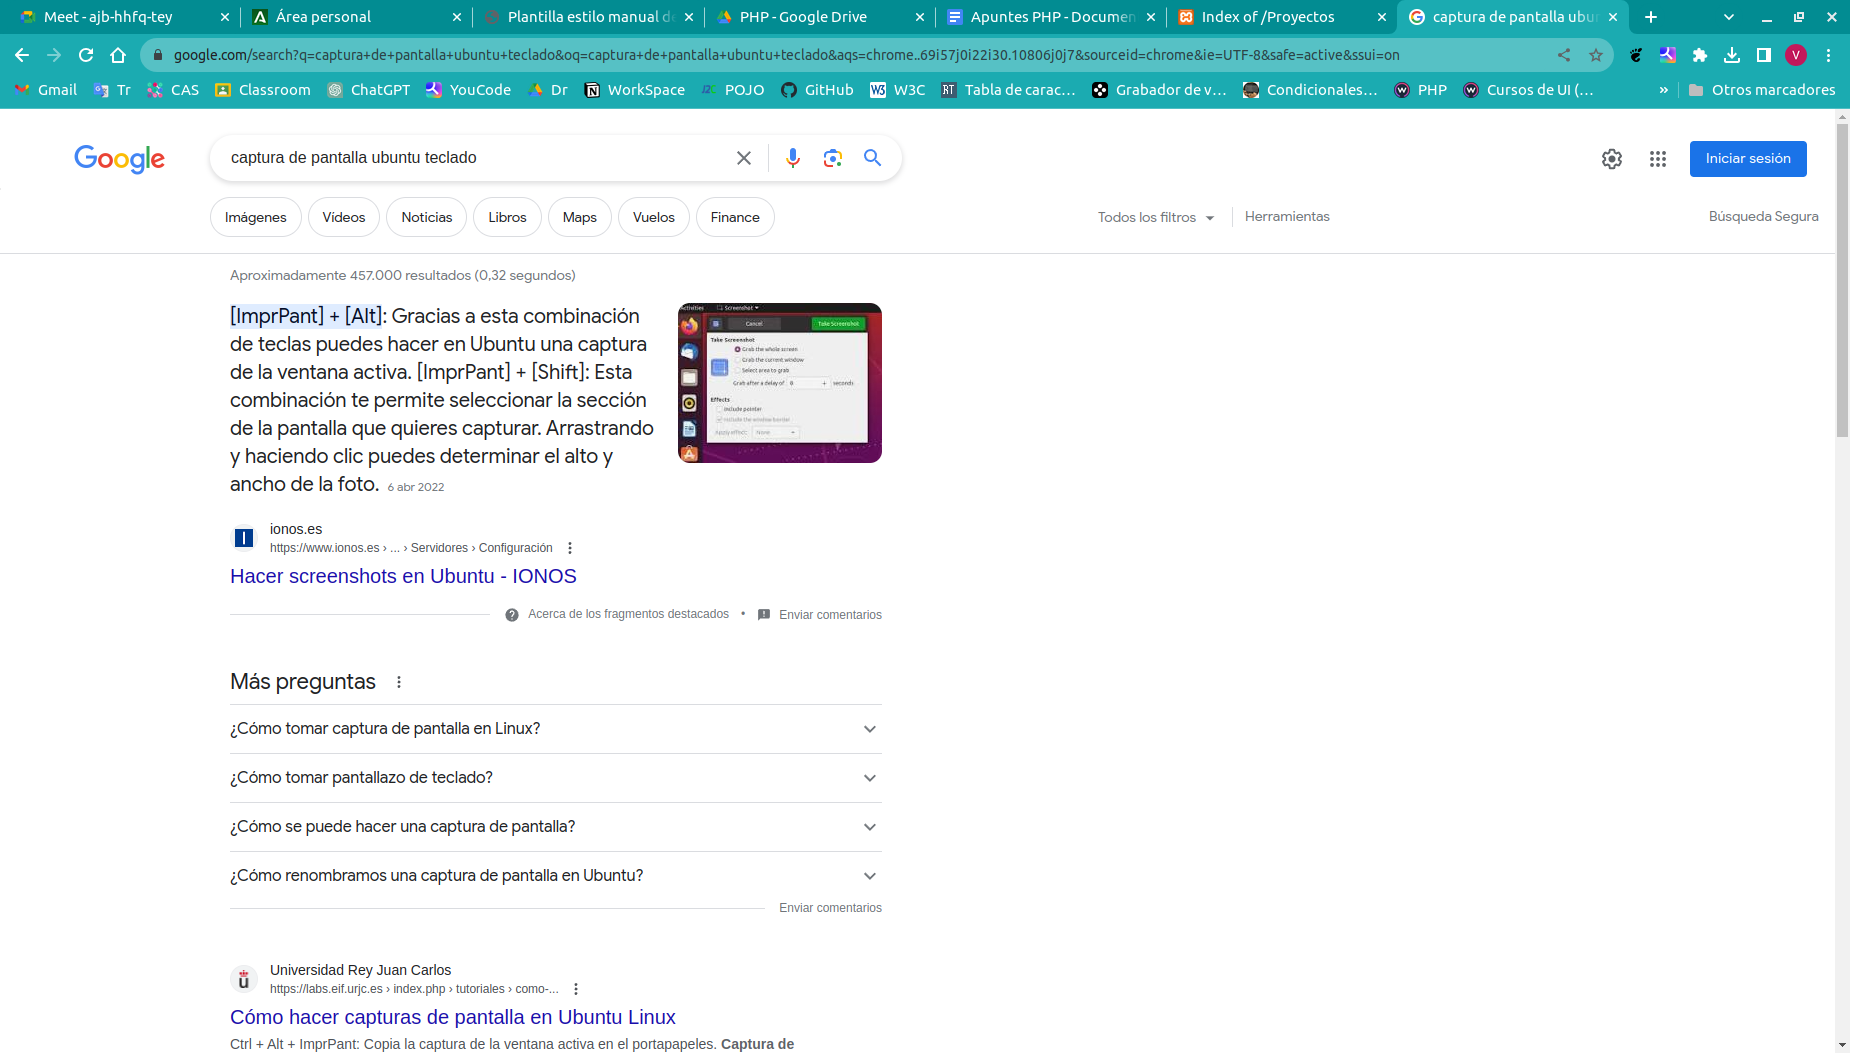 Meet - ajb-hhfq-tey
Área personal
Plantilla estilo manual de
PHP - Google Drive
Apuntes PHP - Documen
Index of /Proyectos
captura de pantalla ubun
google.com/search?q=captura+de+pantalla+ubuntu+teclado&oq=captura+de+pantalla+ubuntu+teclado&aqs=chrome..69i57j0i22i30.10806j0j7&sourceid=chrome&ie=UTF-8&safe=active&ssui=on
V
Gmail
Tr
CAS
Classroom
ChatGPT
YouCode
Dr
WorkSpace
POJO
GitHub
W3C
Tabla de carac...
Grabador de v...
Condicionales...
PHP
Cursos de UI (...
»
Otros marcadores
Google
captura de pantalla ubuntu teclado
Iniciar sesión
Imágenes
Vídeos
Noticias
Libros
Maps
Vuelos
Finance
Todos los filtros
Herramientas
Búsqueda Segura
Aproximadamente 457.000 resultados (0,32 segundos)
[ImprPant] + [Alt]: Gracias a esta combinación
de teclas puedes hacer en Ubuntu una captura
de la ventana activa. [ImprPant] + [Shift]: Esta
combinación te permite seleccionar la sección
de la pantalla que quieres capturar. Arrastrando
y haciendo clic puedes determinar el alto y
ancho de la foto. 6 abr 2022
Activities
Screenshot
Cancel
Take Screenshot
Take Screenshot
Grab the whole screen
Grab the current window
Select area to grab
Grab after a delay of 0 + seconds
Effects
Include pointer
Include the window border
Apply effect: None
ionos.es
https://www.ionos.es › ... › Servidores › Configuración
Hacer screenshots en Ubuntu - IONOS
Acerca de los fragmentos destacados • Enviar comentarios
Más preguntas
¿Cómo tomar captura de pantalla en Linux?
¿Cómo tomar pantallazo de teclado?
¿Cómo se puede hacer una captura de pantalla?
¿Cómo renombramos una captura de pantalla en Ubuntu?
Enviar comentarios
Universidad Rey Juan Carlos
https://labs.eif.urjc.es › index.php › tutoriales › como-...
Cómo hacer capturas de pantalla en Ubuntu Linux
Ctrl + Alt + ImprPant: Copia la captura de la ventana activa en el portapapeles. Captura de